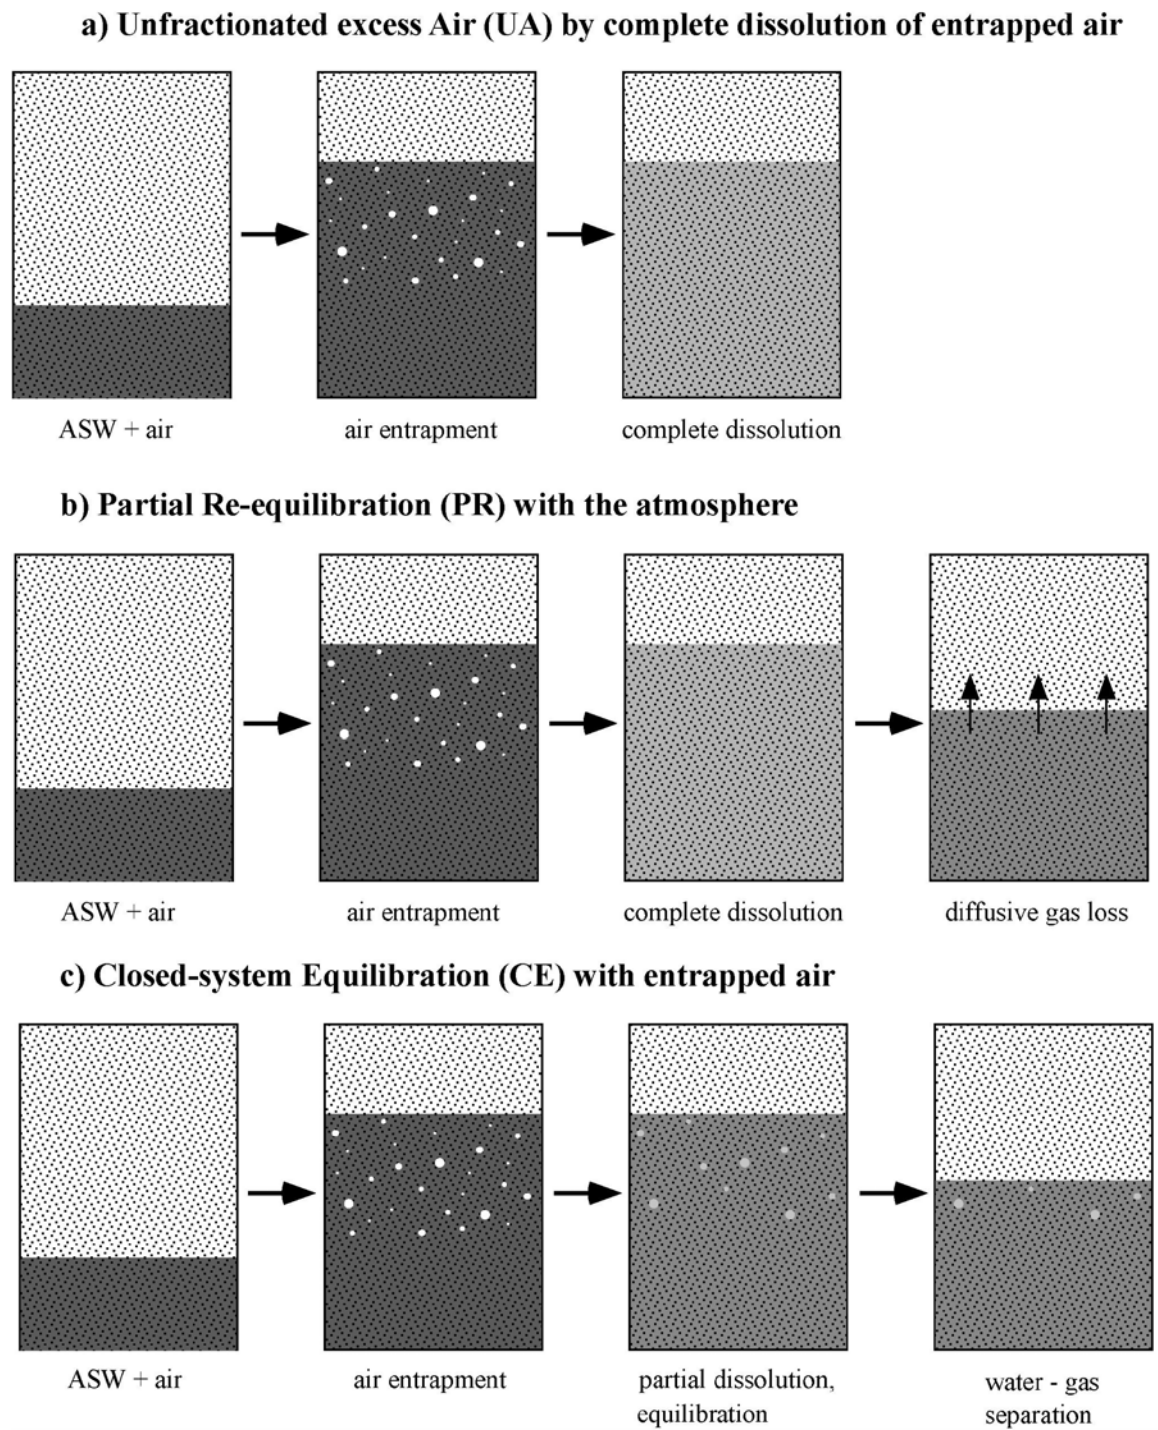 a) Unfractionated excess Air (UA) by complete dissolution of entrapped air
ASW + air
air entrapment
complete dissolution
b) Partial Re-equilibration (PR) with the atmosphere
ASW + air
air entrapment
complete dissolution
diffusive gas loss
c) Closed-system Equilibration (CE) with entrapped air
ASW + air
air entrapment
partial dissolution,
equilibration
water - gas
separation